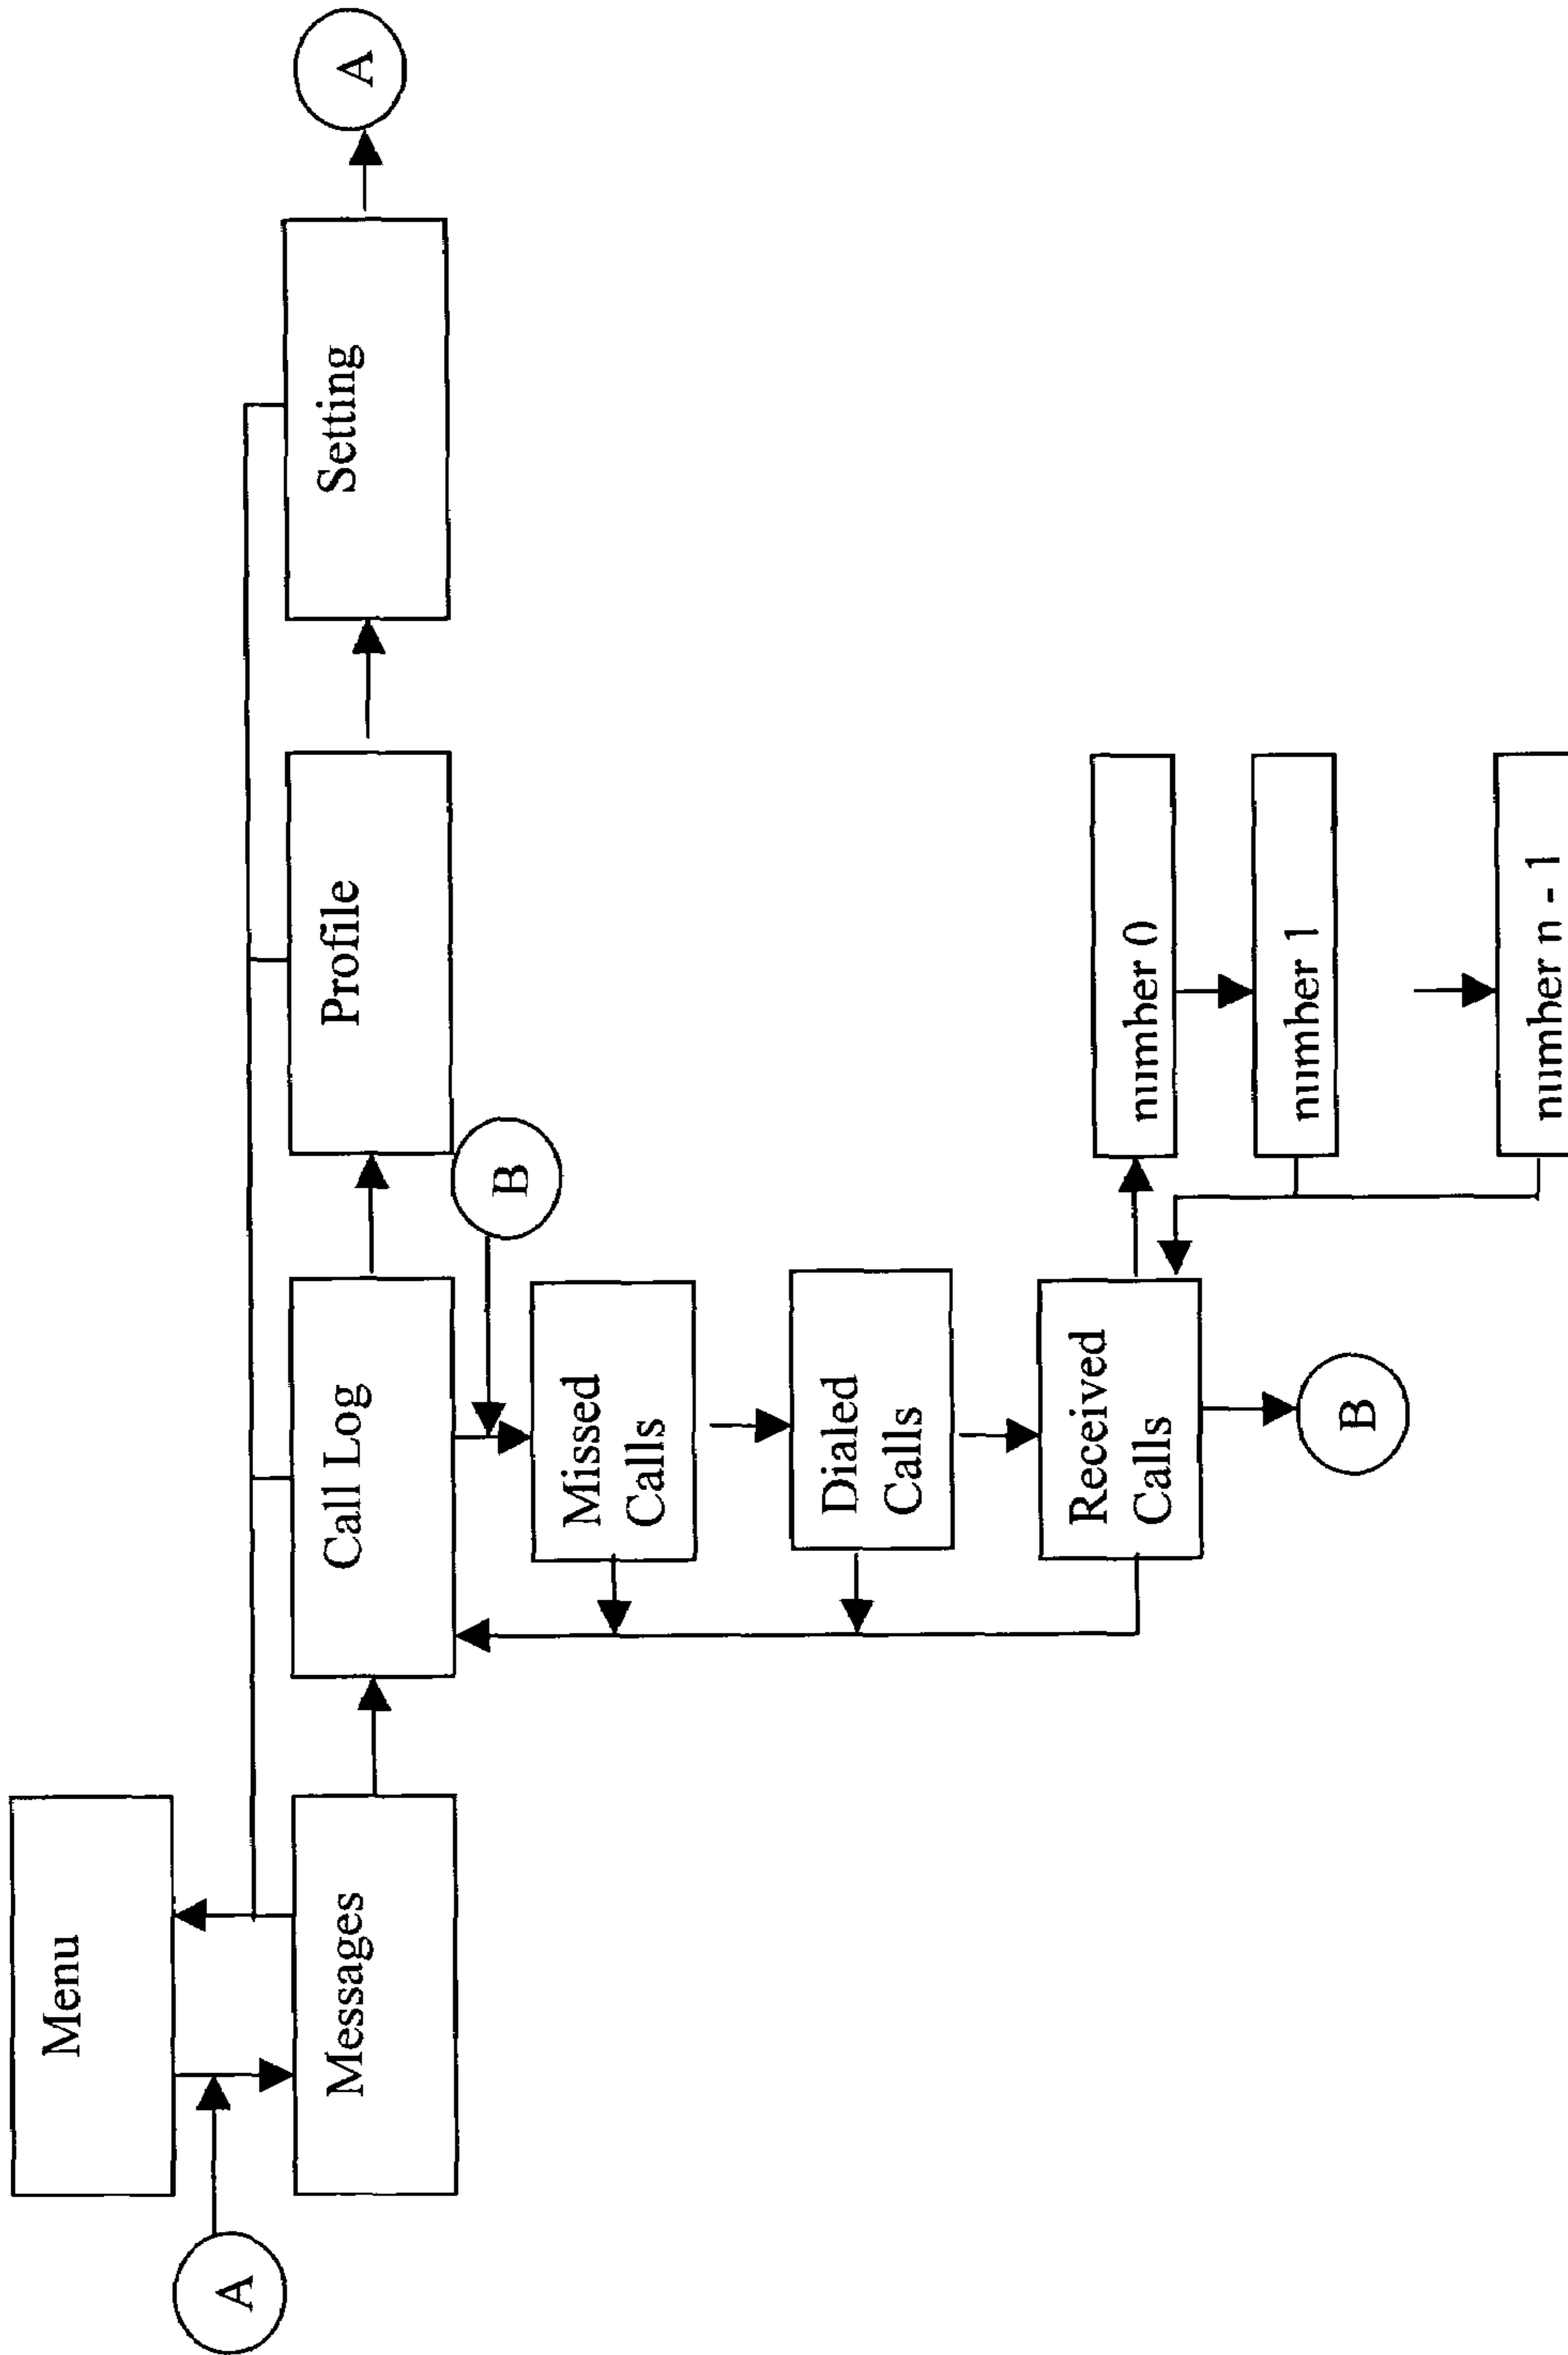 Menu
A
Messages
Call Log
Profile
Setting
A
B
Missed
Calls
Dialed
Calls
Received
Calls
B
number 0
number 1
number n - 1